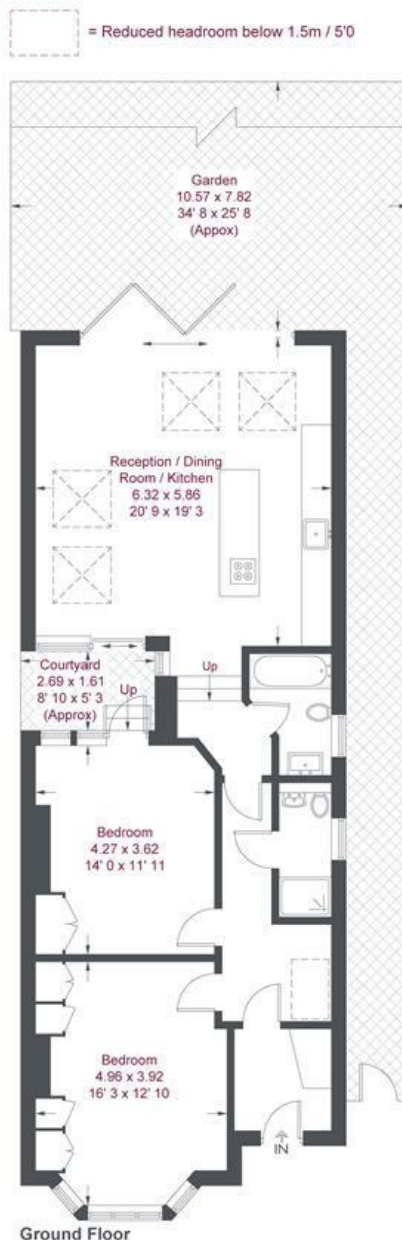 = Reduced headroom below 1.5m / 5'0
Garden
10.57 x 7.82
34' 8 x 25' 8
(Appox)
Reception / Dining
Room / Kitchen
6.32 x 5.86
20' 9 x 19' 3
Courtyard
2.69 x 1.61
8' 10 x 5' 3
(Approx)
Up
Up
Bedroom
4.27 x 3.62
14' 0 x 11' 11
Bedroom
4.96 x 3.92
16' 3 x 12' 10
IN
Ground Floor